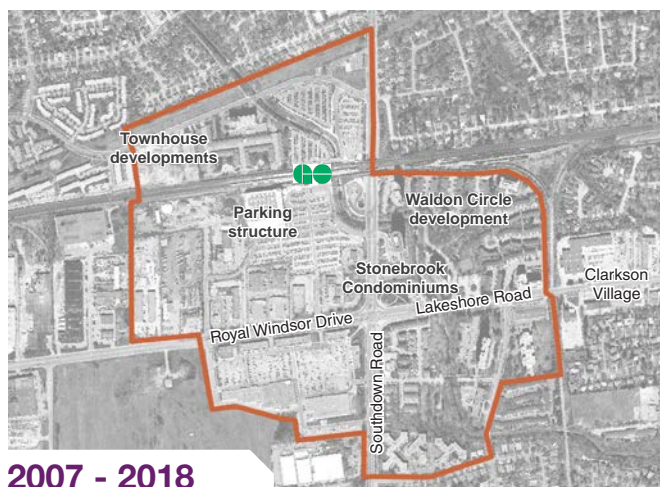 Townhouse
developments
GO
Parking
structure
Waldon Circle
development
Stonebrook
Condominiums
Clarkson
Village
Lakeshore Road
Royal Windsor Drive
Southdown Road
2007 - 2018